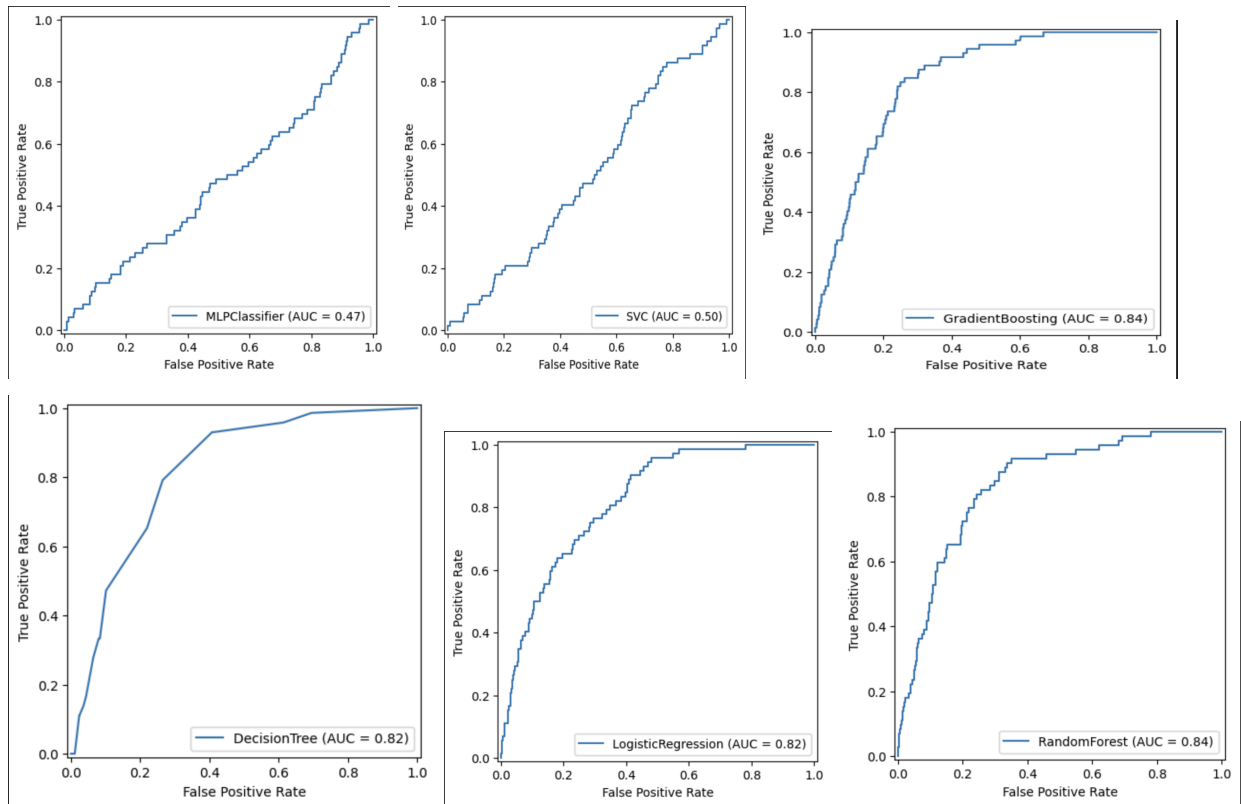 1.0
0.8
0.6
0.4
0.2
0.0
True Positive Rate
MLPClassifier (AUC = 0.47)
0.0 0.2 0.4 0.6 0.8 1.0
False Positive Rate
1.0
0.8
0.6
0.4
0.2
0.0
True Positive Rate
SVC (AUC = 0.50)
0.0 0.2 0.4 0.6 0.8 1.0
False Positive Rate
1.0
0.8
0.6
0.4
0.2
0.0
True Positive Rate
GradientBoosting (AUC = 0.84)
0.0 0.2 0.4 0.6 0.8 1.0
False Positive Rate
1.0
0.8
0.6
0.4
0.2
0.0
True Positive Rate
DecisionTree (AUC = 0.82)
0.0 0.2 0.4 0.6 0.8 1.0
False Positive Rate
1.0
0.8
0.6
0.4
0.2
0.0
True Positive Rate
LogisticRegression (AUC = 0.82)
0.0 0.2 0.4 0.6 0.8 1.0
False Positive Rate
1.0
0.8
0.6
0.4
0.2
0.0
True Positive Rate
RandomForest (AUC = 0.84)
0.0 0.2 0.4 0.6 0.8 1.0
False Positive Rate